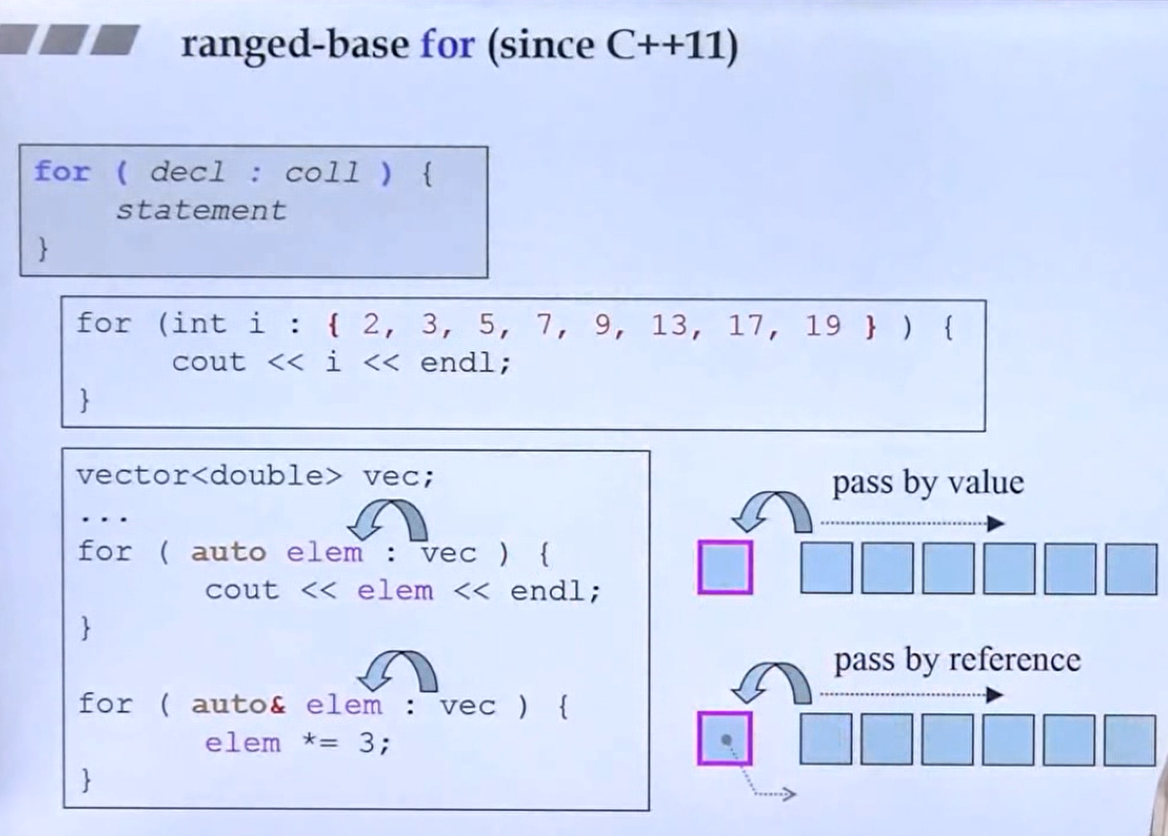 ranged-base for (since C++11)
for ( decl : coll ) {
statement
}
for (int i : { 2, 3, 5, 7, 9, 13, 17, 19 } ) {
cout << i << endl;
}
vector<double> vec;
...
for ( auto elem : vec ) {
cout << elem << endl;
}
for ( auto& elem : vec ) {
elem *= 3;
}
pass by value
pass by reference